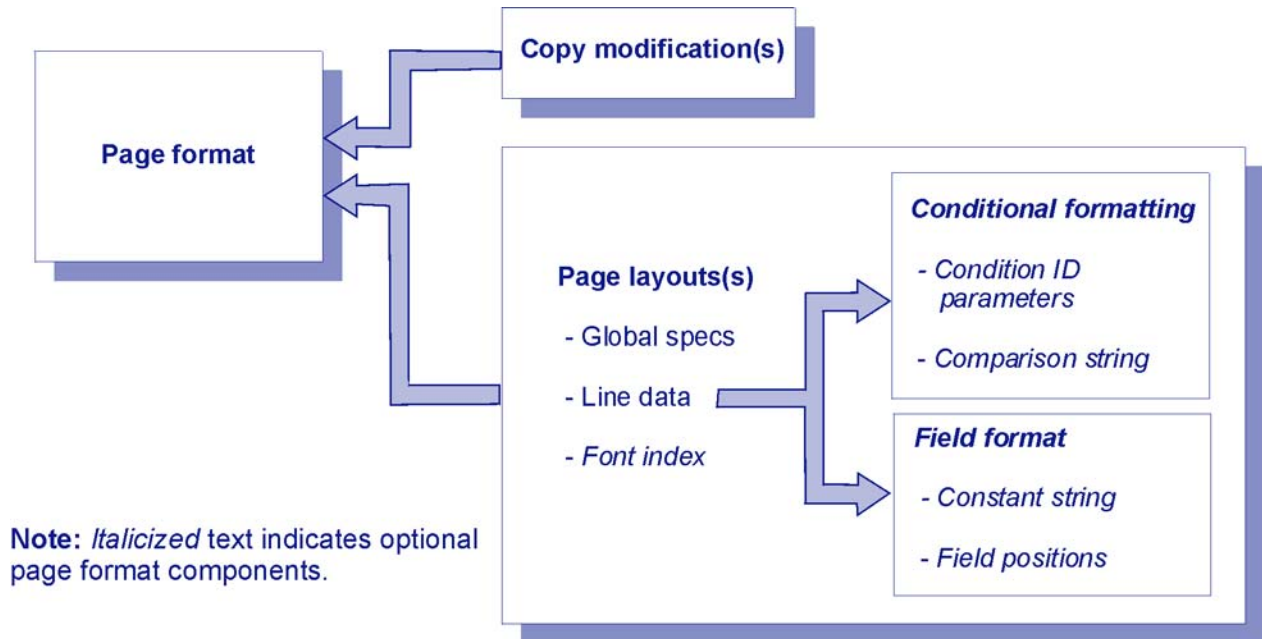 Copy modification(s)
Page format
Page layouts(s)
- Global specs
- Line data
- Font index
Conditional formatting
- Condition ID
parameters
- Comparison string
Field format
- Constant string
- Field positions
Note: Italicized text indicates optional
page format components.